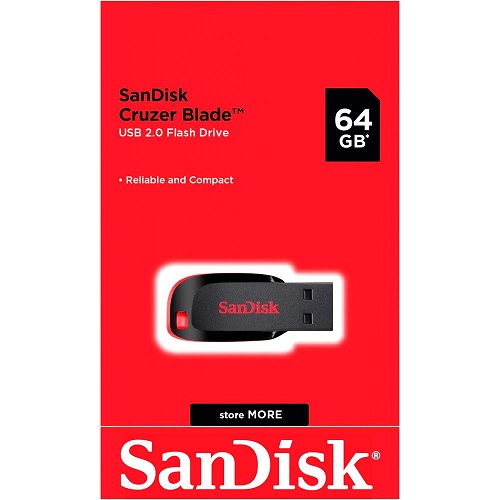 SanDisk
Cruzer Blade™
USB 2.0 Flash Drive
64
GB*
• Reliable and Compact
SanDisk
store MORE
SanDisk®